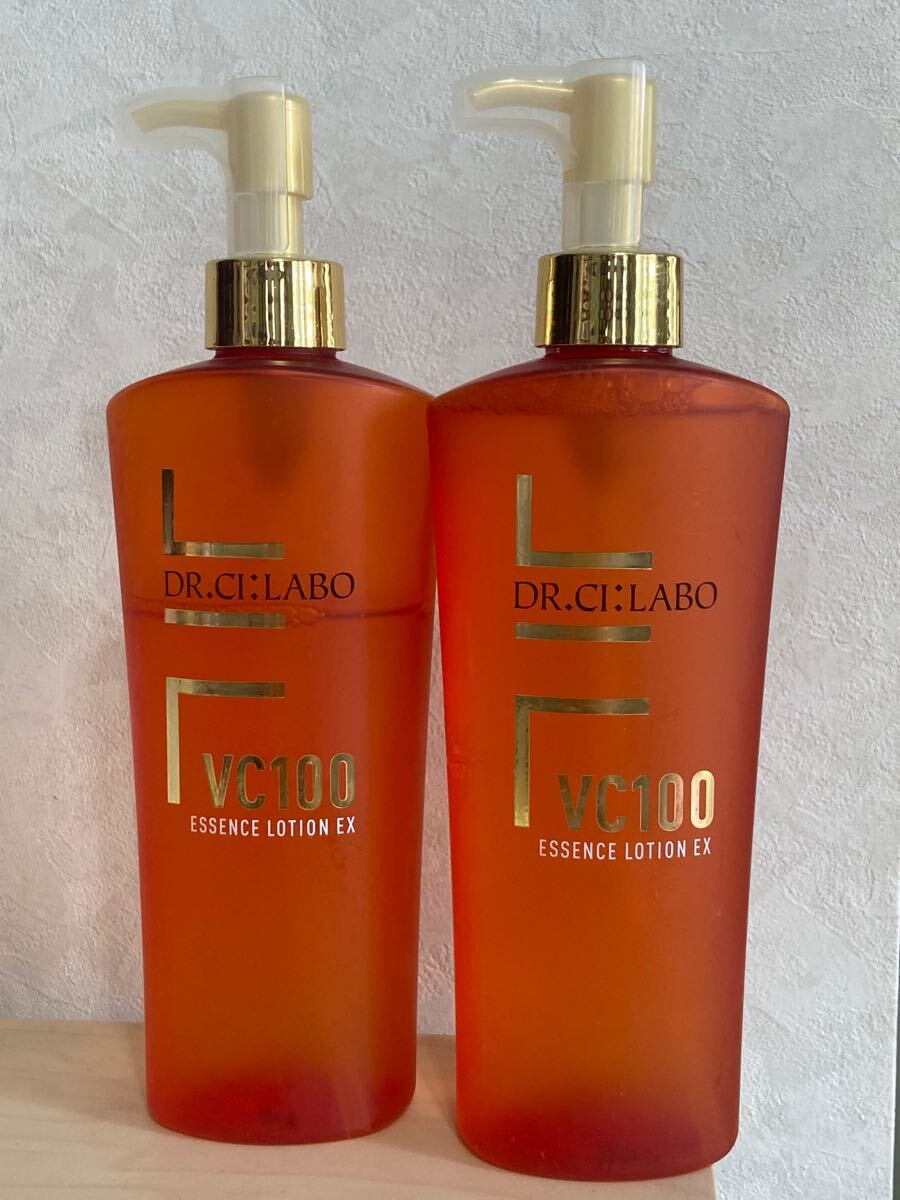 DR.CI:LABO
VC100
ESSENCE LOTION EX
DR.CI:LABO
VC100
ESSENCE LOTION EX